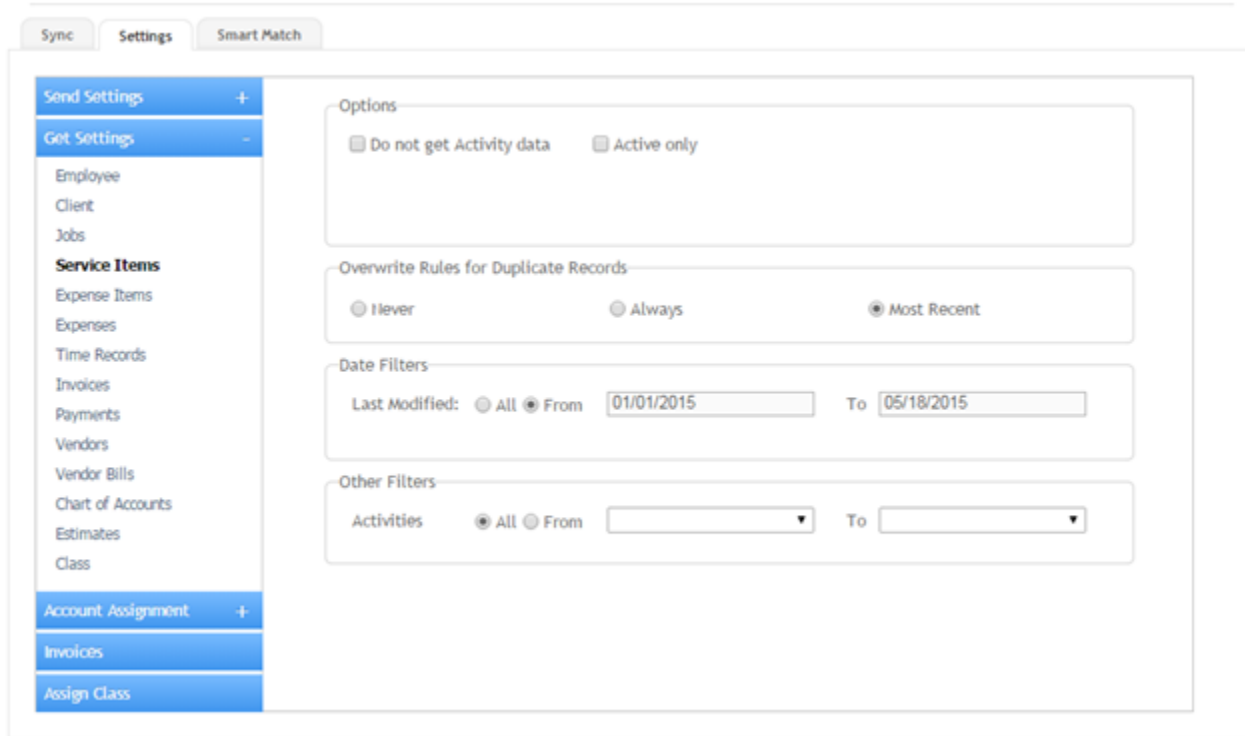 Sync Settings Smart Match
Send Settings +
Get Settings -
Employee
Client
Jobs
Service Items
Expense Items
Expenses
Time Records
Invoices
Payments
Vendors
Vendor Bills
Chart of Accounts
Estimates
Class
Account Assignment +
Invoices
Assign Class
Options
Do not get Activity data Active only
Overwrite Rules for Duplicate Records
Never Always Most Recent
Date Filters
Last Modified: All From 01/01/2015 To 05/18/2015
Other Filters
Activities All From To